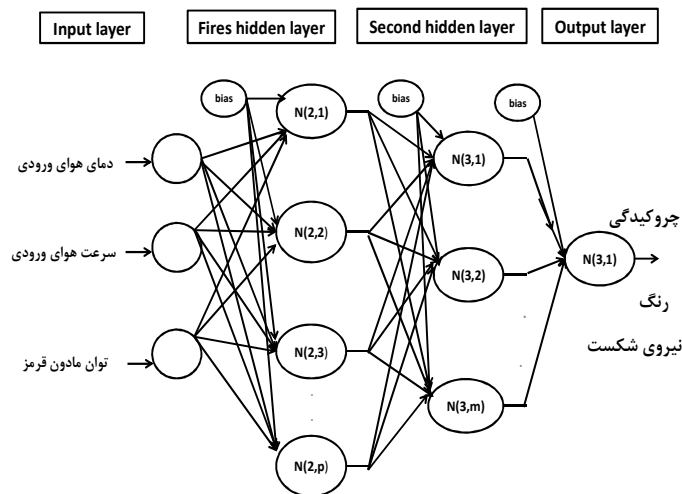 Input layer
Fires hidden layer
Second hidden layer
Output layer
bias
bias
bias
N(2,1)
N(3,1)
دمای هوای ورودی
چروکیدگی
N(2,2)
سرعت هوای ورودی
N(3,2)
N(3,1)
رنگ
N(2,3)
نیروی شکست
توان مادون قرمز
N(3,m)
N(2,p)